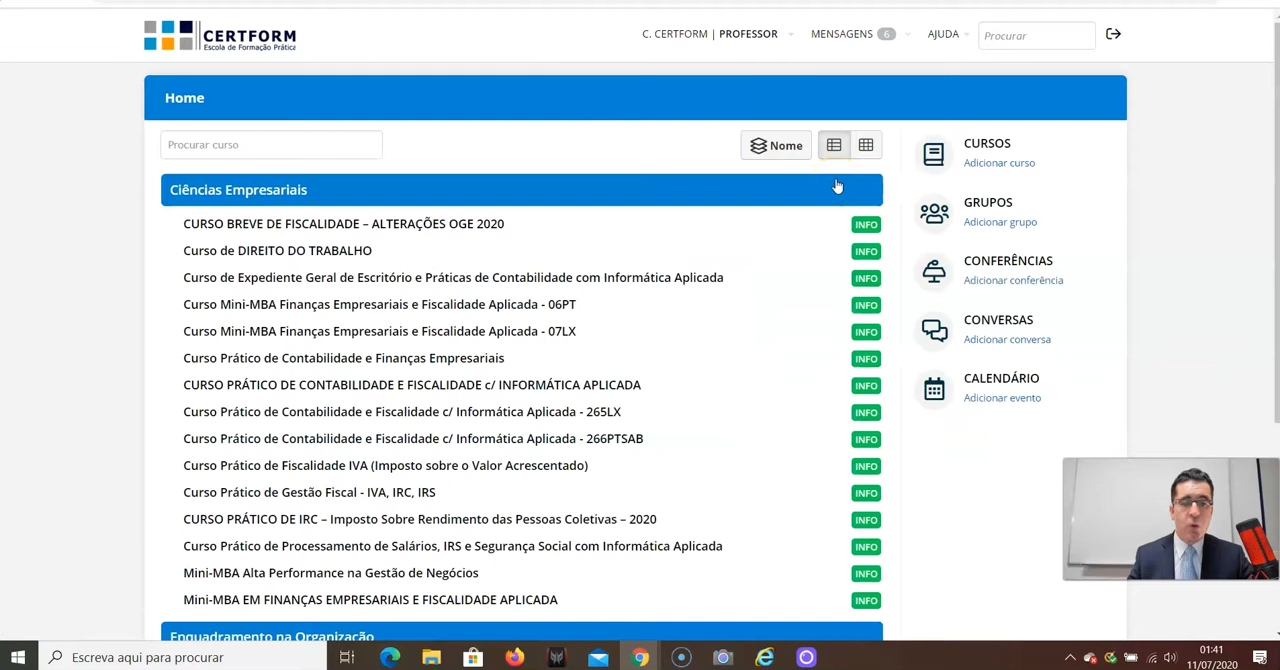 CERTFORM
Escola de Formação Prática
C. CERTFORM | PROFESSOR
MENSAGENS 6
AJUDA
Procurar
Home
Procurar curso
Nome
Ciências Empresariais
CURSO BREVE DE FISCALIDADE – ALTERAÇÕES OGE 2020 INFO
Curso de DIREITO DO TRABALHO INFO
Curso de Expediente Geral de Escritório e Práticas de Contabilidade com Informática Aplicada INFO
Curso Mini-MBA Finanças Empresariais e Fiscalidade Aplicada - 06PT INFO
Curso Mini-MBA Finanças Empresariais e Fiscalidade Aplicada - 07LX INFO
Curso Prático de Contabilidade e Finanças Empresariais INFO
CURSO PRÁTICO DE CONTABILIDADE E FISCALIDADE c/ INFORMÁTICA APLICADA INFO
Curso Prático de Contabilidade e Fiscalidade c/ Informática Aplicada - 265LX INFO
Curso Prático de Contabilidade e Fiscalidade c/ Informática Aplicada - 266PTSAB INFO
Curso Prático de Fiscalidade IVA (Imposto sobre o Valor Acrescentado) INFO
Curso Prático de Gestão Fiscal - IVA, IRC, IRS INFO
CURSO PRÁTICO DE IRC – Imposto Sobre Rendimento das Pessoas Coletivas – 2020 INFO
Curso Prático de Processamento de Salários, IRS e Segurança Social com Informática Aplicada INFO
Mini-MBA Alta Performance na Gestão de Negócios INFO
Mini-MBA EM FINANÇAS EMPRESARIAIS E FISCALIDADE APLICADA INFO
Enquadramento na Organização
CURSOS
Adicionar curso
GRUPOS
Adicionar grupo
CONFERÊNCIAS
Adicionar conferência
CONVERSAS
Adicionar conversa
CALENDÁRIO
Adicionar evento
Escreva aqui para procurar
01:41
11/07/2020